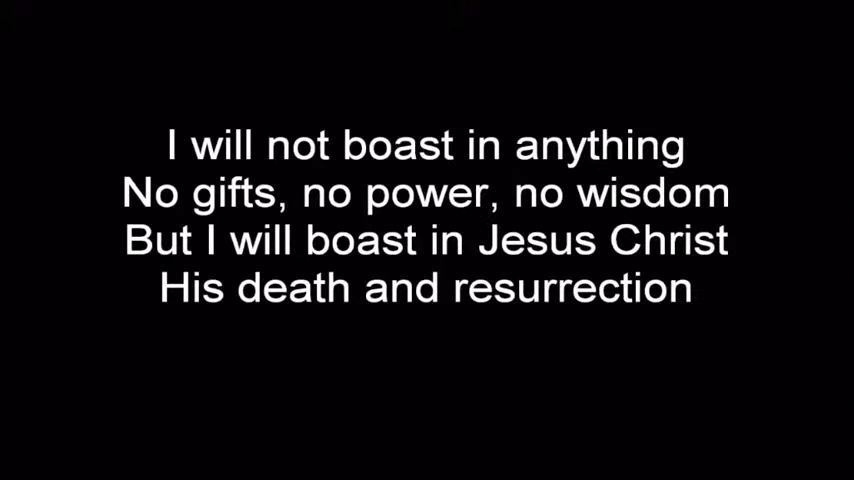 I will not boast in anything
No gifts, no power, no wisdom
But I will boast in Jesus Christ
His death and resurrection